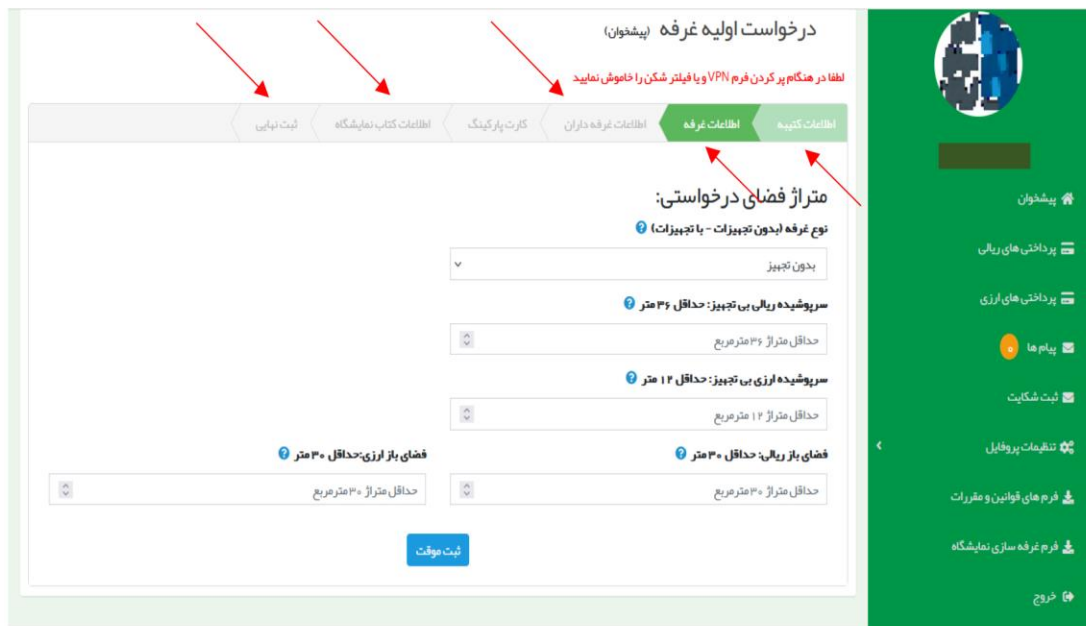 درخواست اولیه غرفه (پیشخوان)
لطفا در هنگام پر کردن فرم VPN و یا فیلتر شکن را خاموش نمایید
اطلاعات کتیبه
اطلاعات غرفه
اطلاعات غرفه داران
کارت پارکینگ
اطلاعات کتاب نمایشگاه
ثبت نهایی
متراژ فضای درخواستی:
نوع غرفه (بدون تجهیزات - با تجهیزات)
بدون تجهیز
سرپوشیده ریالی بی تجهیز: حداقل ۳۶ متر
حداقل متراژ ۳۶ مترمربع
سرپوشیده ارزی بی تجهیز: حداقل ۱۲ متر
حداقل متراژ ۱۲ مترمربع
فضای باز ریالی: حداقل ۳۰ متر
حداقل متراژ ۳۰ مترمربع
فضای باز ارزی:حداقل ۳۰ متر
حداقل متراژ ۳۰ مترمربع
ثبت موقت
پیشخوان
پرداختی های ریالی
پرداختی های ارزی
پیام ها ۰
ثبت شکایت
تنظیمات پروفایل
فرم های قوانین و مقررات
فرم غرفه سازی نمایشگاه
خروج